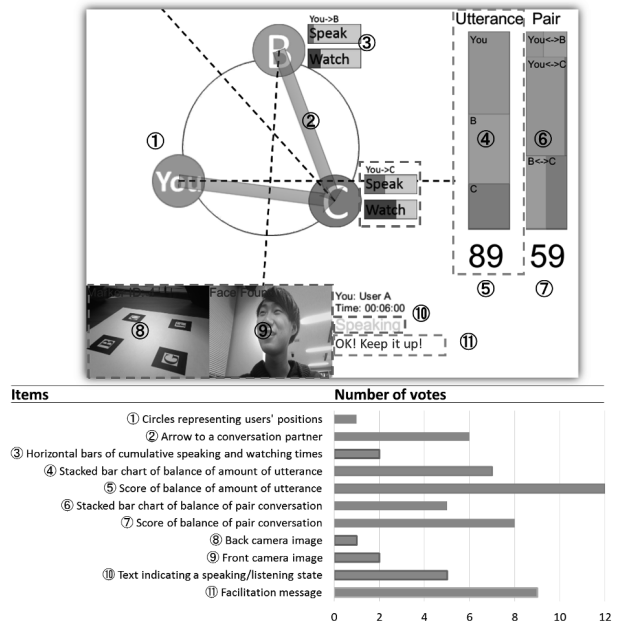 Utterance Pair
You->B
Speak
Watch
③
B
You
You<->B
You<->C
②
①
B
④
⑥
You
C
You->C
Speak
Watch
C
B<->C
89
59
⑤
⑦
Face Found
⑧
⑨
You: User A
Time: 00:06:00
⑩
Speaking
OK! Keep it up!
⑪
Items
Number of votes
① Circles representing users' positions
② Arrow to a conversation partner
③ Horizontal bars of cumulative speaking and watching times
④ Stacked bar chart of balance of amount of utterance
⑤ Score of balance of amount of utterance
⑥ Stacked bar chart of balance of pair conversation
⑦ Score of balance of pair conversation
⑧ Back camera image
⑨ Front camera image
⑩ Text indicating a speaking/listening state
⑪ Facilitation message
0 2 4 6 8 10 12